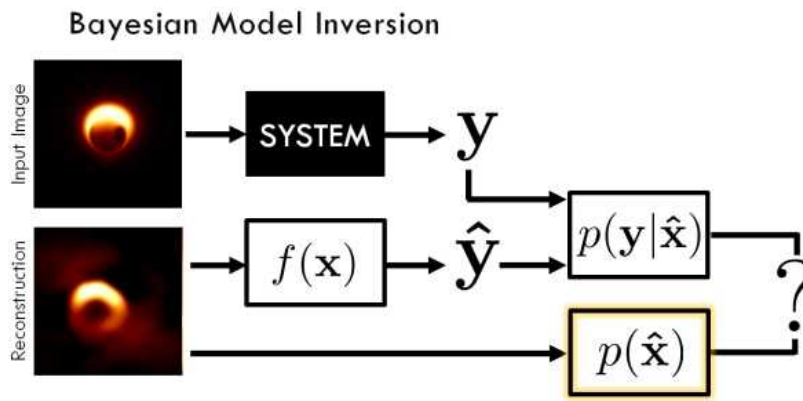 Bayesian Model Inversion
Input Image
SYSTEM
y
p(y|x̂)
Reconstruction
f(x)
ŷ
?
p(x̂)